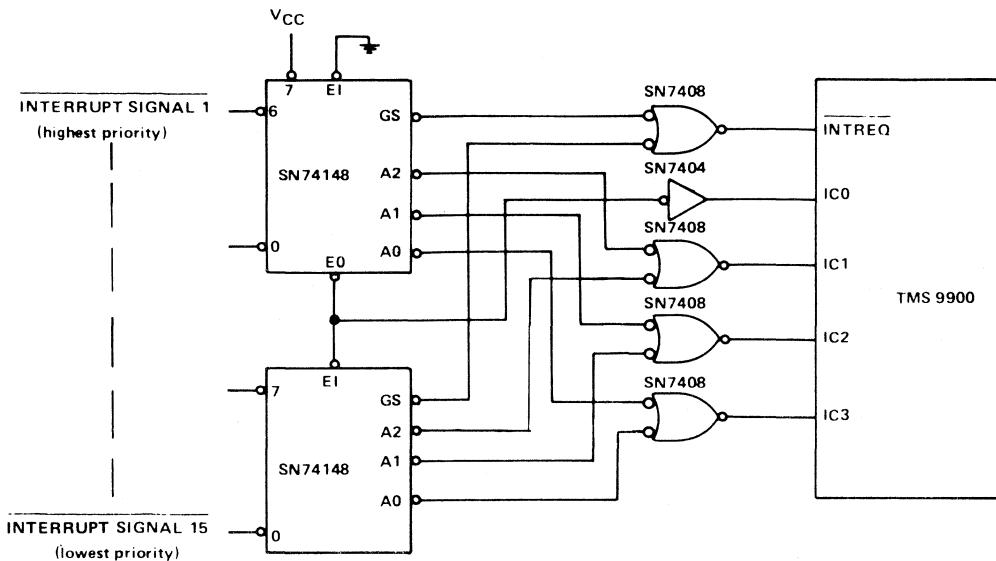 VCC
7
EI
INTERRUPT SIGNAL 1
(highest priority)
6
GS
SN74148
A2
A1
A0
0
E0
SN7408
INTREQ
SN7404
IC0
SN7408
IC1
TMS 9900
SN7408
IC2
SN7408
IC3
EI
7
GS
A2
SN74148
A1
A0
INTERRUPT SIGNAL 15
(lowest priority)
0